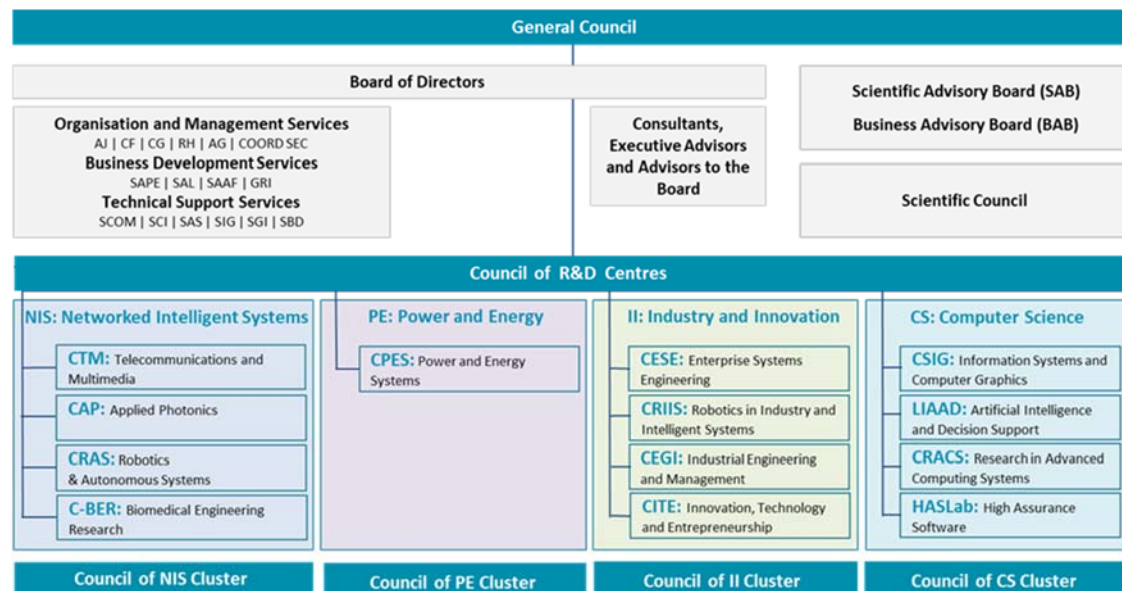 General Council
Board of Directors
Organisation and Management Services
AJ | CF | CG | RH | AG | COORD SEC
Business Development Services
SAPE | SAL | SAAF | GRI
Technical Support Services
SCOM | SCI | SAS | SIG | SGI | SBD
Consultants,
Executive Advisors
and Advisors to the
Board
Scientific Advisory Board (SAB)
Business Advisory Board (BAB)
Scientific Council
Council of R&D Centres
NIS: Networked Intelligent Systems
CTM: Telecommunications and
Multimedia
CAP: Applied Photonics
CRAS: Robotics
& Autonomous Systems
C-BER: Biomedical Engineering
Research
Council of NIS Cluster
PE: Power and Energy
CPES: Power and Energy
Systems
Council of PE Cluster
II: Industry and Innovation
CESE: Enterprise Systems
Engineering
CRIIS: Robotics in Industry and
Intelligent Systems
CEGI: Industrial Engineering
and Management
CITE: Innovation, Technology
and Entrepreneurship
Council of II Cluster
CS: Computer Science
CSIG: Information Systems and
Computer Graphics
LIAAD: Artificial Intelligence
and Decision Support
CRACS: Research in Advanced
Computing Systems
HASLab: High Assurance
Software
Council of CS Cluster